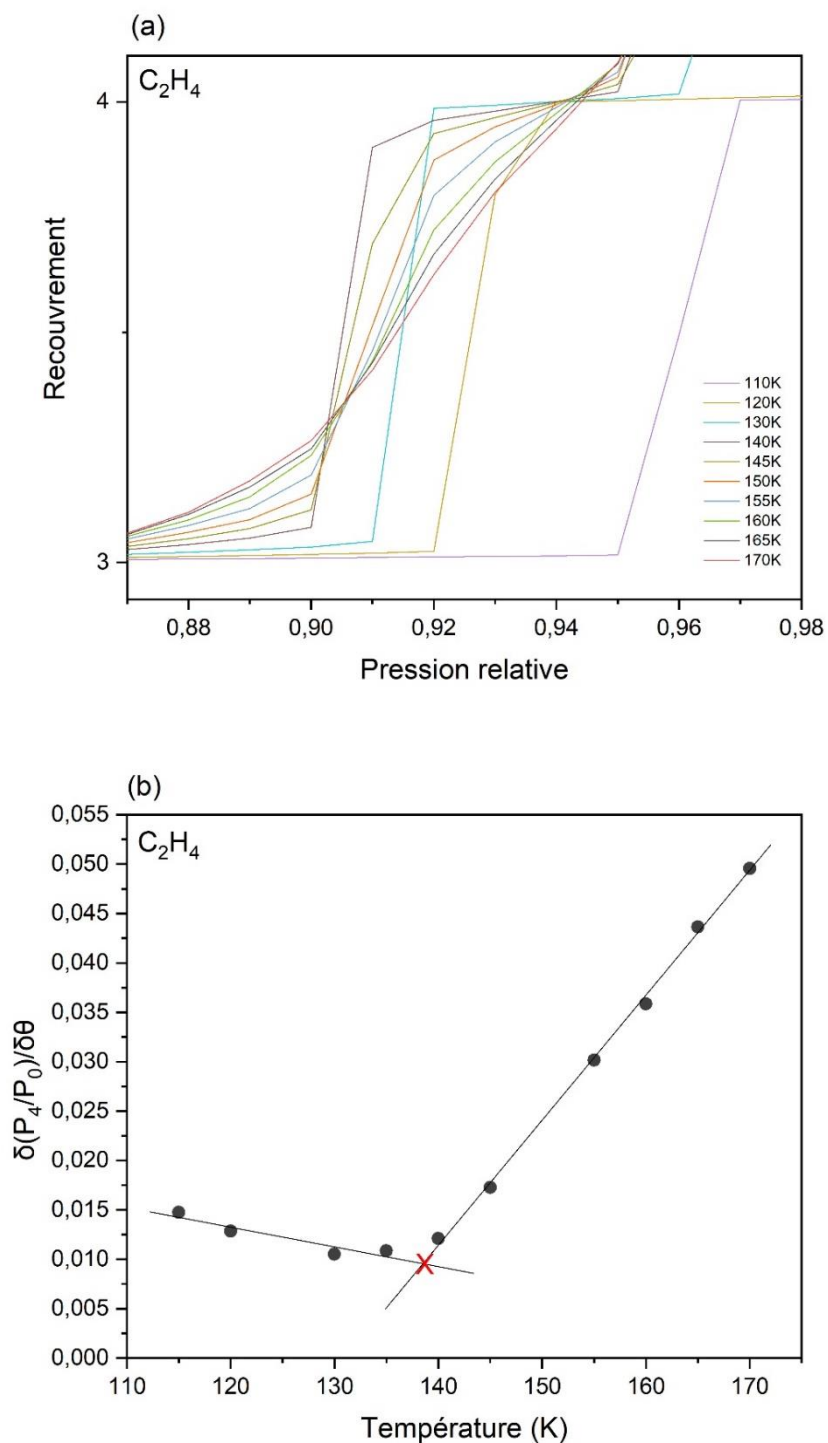 (a)
C₂H₄
4
3
Recouvrement
110K
120K
130K
140K
145K
150K
155K
160K
165K
170K
0,88 0,90 0,92 0,94 0,96 0,98
Pression relative
(b)
C₂H₄
0,055
0,050
0,045
0,040
0,035
0,030
0,025
0,020
0,015
0,010
0,005
0,000
δ(P₄/P₀)/δθ
110 120 130 140 150 160 170
Température (K)